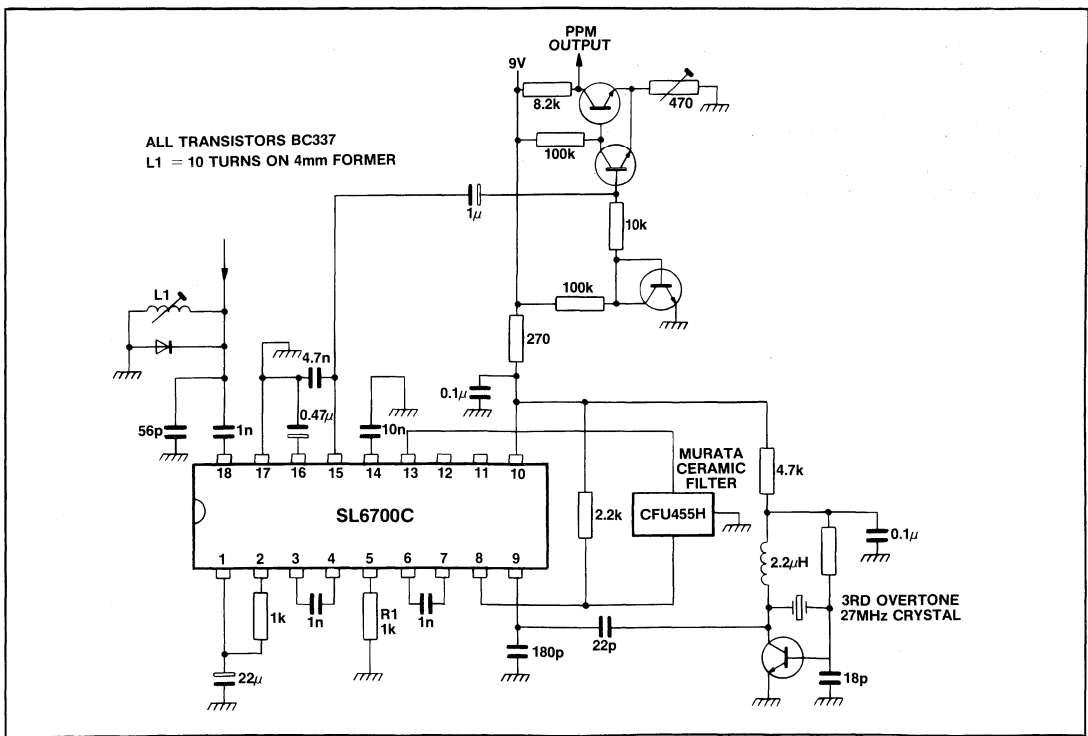 PPM
OUTPUT
9V
8.2k
470
ALL TRANSISTORS BC337
L1 = 10 TURNS ON 4mm FORMER
100k
1μ
10k
L1
100k
270
4.7n
0.1μ
0.47μ
56p
1n
10n
MURATA
CERAMIC
FILTER
4.7k
18 17 16 15 14 13 12 11 10
SL6700C
2.2k
CFU455H
0.1μ
2.2μH
1 2 3 4 5 6 7 8 9
3RD OVERTONE
27MHz CRYSTAL
1k
1n
R1
1k
1n
180p
22p
18p
22μ